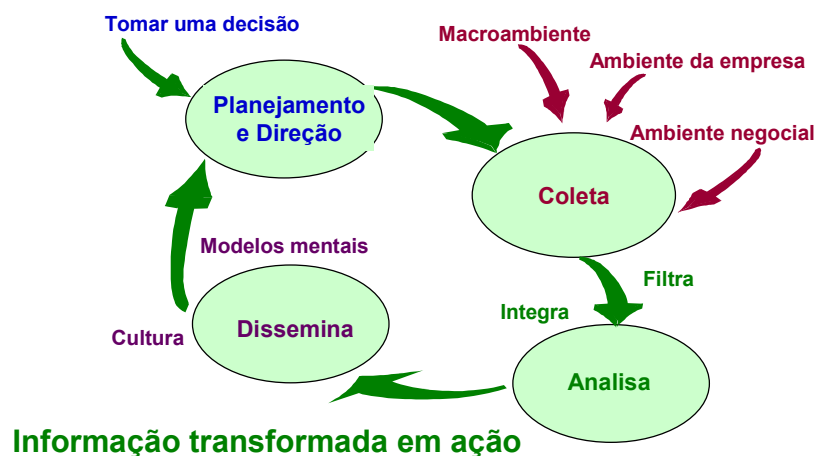 Tomar uma decisão
Macroambiente
Ambiente da empresa
Planejamento
e Direção
Ambiente negocial
Coleta
Modelos mentais
Filtra
Integra
Cultura
Dissemina
Analisa
Informação transformada em ação